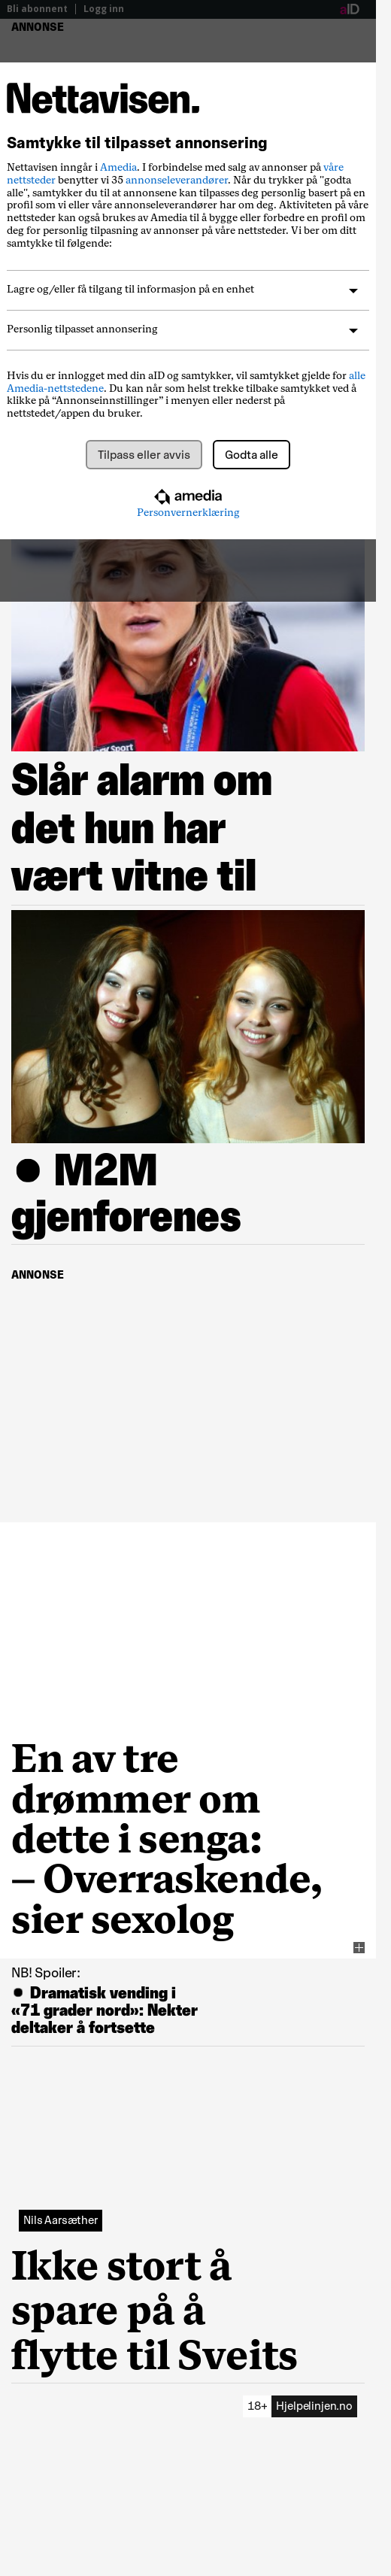 Bli abonnent | Logg inn
aID
ANNONSE
Nettavisen.
Samtykke til tilpasset annonsering
Nettavisen inngår i Amedia. I forbindelse med salg av annonser på våre
nettsteder benytter vi 35 annonseleverandører. Når du trykker på "godta
alle", samtykker du til at annonsene kan tilpasses deg personlig basert på en
profil som vi eller våre annonseleverandører har om deg. Aktiviteten på våre
nettsteder kan også brukes av Amedia til å bygge eller forbedre en profil om
deg for personlig tilpasning av annonser på våre nettsteder. Vi ber om ditt
samtykke til følgende:
Lagre og/eller få tilgang til informasjon på en enhet
Personlig tilpasset annonsering
Hvis du er innlogget med din aID og samtykker, vil samtykket gjelde for alle
Amedia-nettstedene. Du kan når som helst trekke tilbake samtykket ved å
klikke på “Annonseinnstillinger” i menyen eller nederst på
nettstedet/appen du bruker.
Tilpass eller avvis
Godta alle
amedia
Personvernerklæring
Sport
Slår alarm om
det hun har
vært vitne til
● M2M
gjenforenes
ANNONSE
En av tre
drømmer om
dette i senga:
– Overraskende,
sier sexolog
NB! Spoiler:
● Dramatisk vending i
«71 grader nord»: Nekter
deltaker å fortsette
Nils Aarsæther
Ikke stort å
spare på å
flytte til Sveits
18+ Hjelpelinjen.no